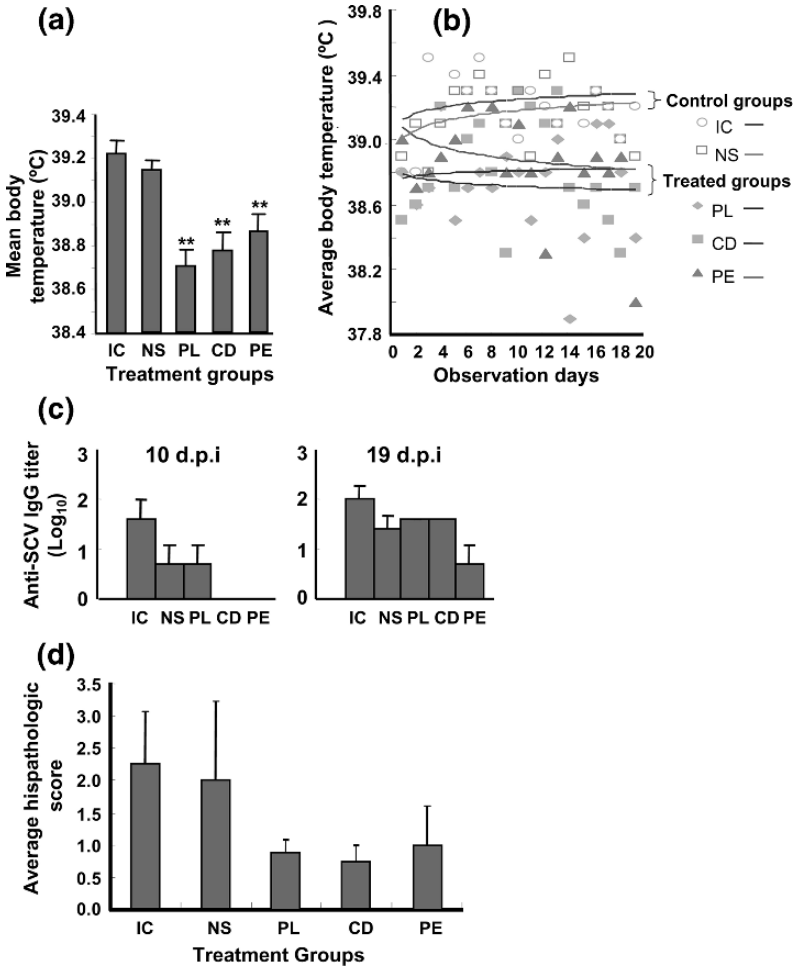 (a)
39.4
39.2
39.0
38.8
38.6
38.4
Mean body
temperature (ºC)
** ** **
IC NS PL CD PE
Treatment groups
(b)
39.8
39.4
39.0
38.6
38.2
37.8
Average body temperature (ºC )
0 2 4 6 8 10 11 12 14 16 17 18 20
Observation days
Control groups
IC
NS
Treated groups
PL
CD
PE
(c)
Anti-SCV IgG titer
(Log10)
10 d.p.i
3
2
1
0
IC NS PL CD PE
19 d.p.i
3
2
1
0
IC NS PL CD PE
(d)
Average hispathologic
score
3.5
3.0
2.5
2.0
1.5
1.0
0.5
0.0
IC NS PL CD PE
Treatment Groups